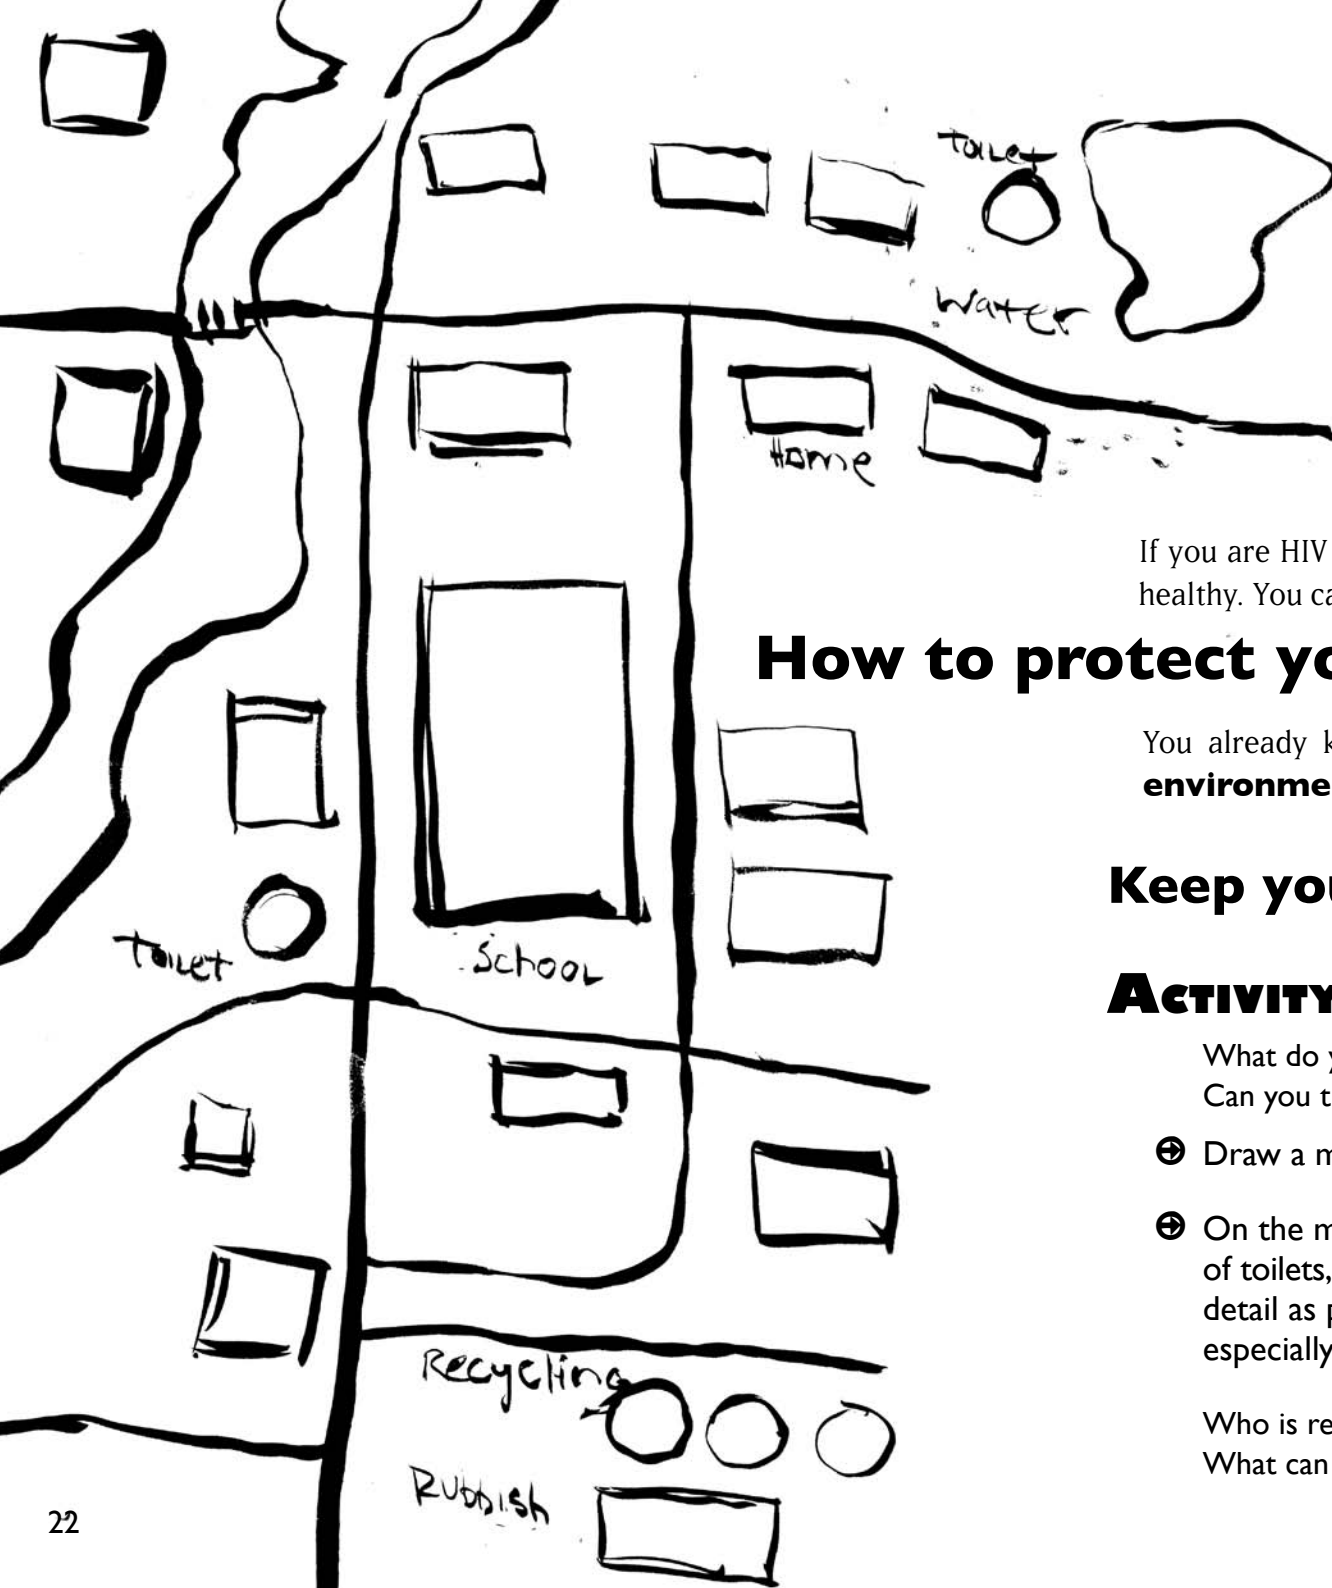 Toilet
Water
Home
If you are HIV
healthy. You ca
How to protect yo
You already k
environme
Keep you
Toilet
School
ACTIVITY
What do y
Can you t
Draw a m
On the m
of toilets,
detail as p
especially
Recycling
Who is re
What can
Rubbish
22